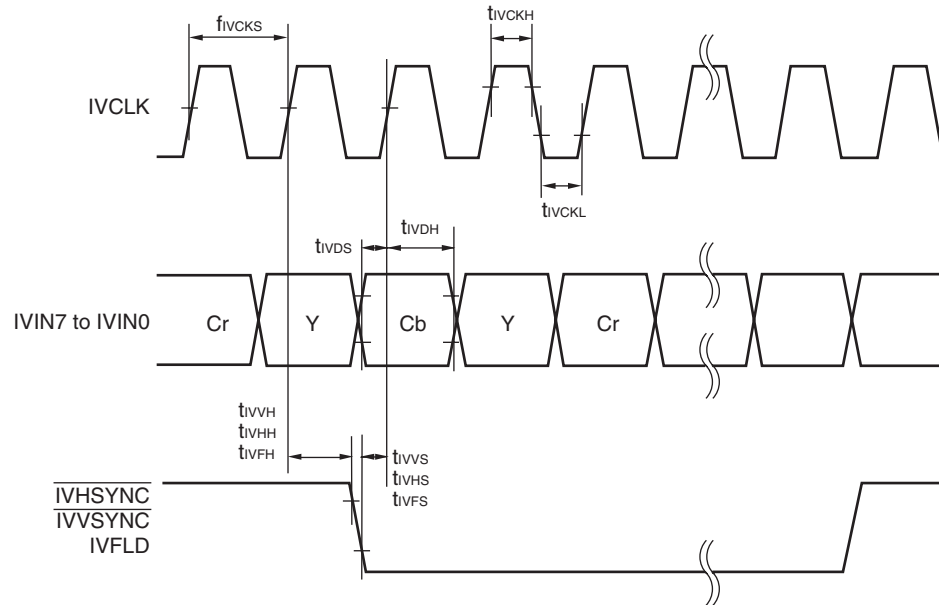 fIVCKS
tIVCKH
IVCLK
tIVCKL
tIVDS
tIVDH
IVIN7 to IVIN0
Cr
Y
Cb
Y
Cr
tIVVH
tIVHH
tIVFH
tIVVS
tIVHS
tIVFS
IVHSYNC
IVVSYNC
IVFLD